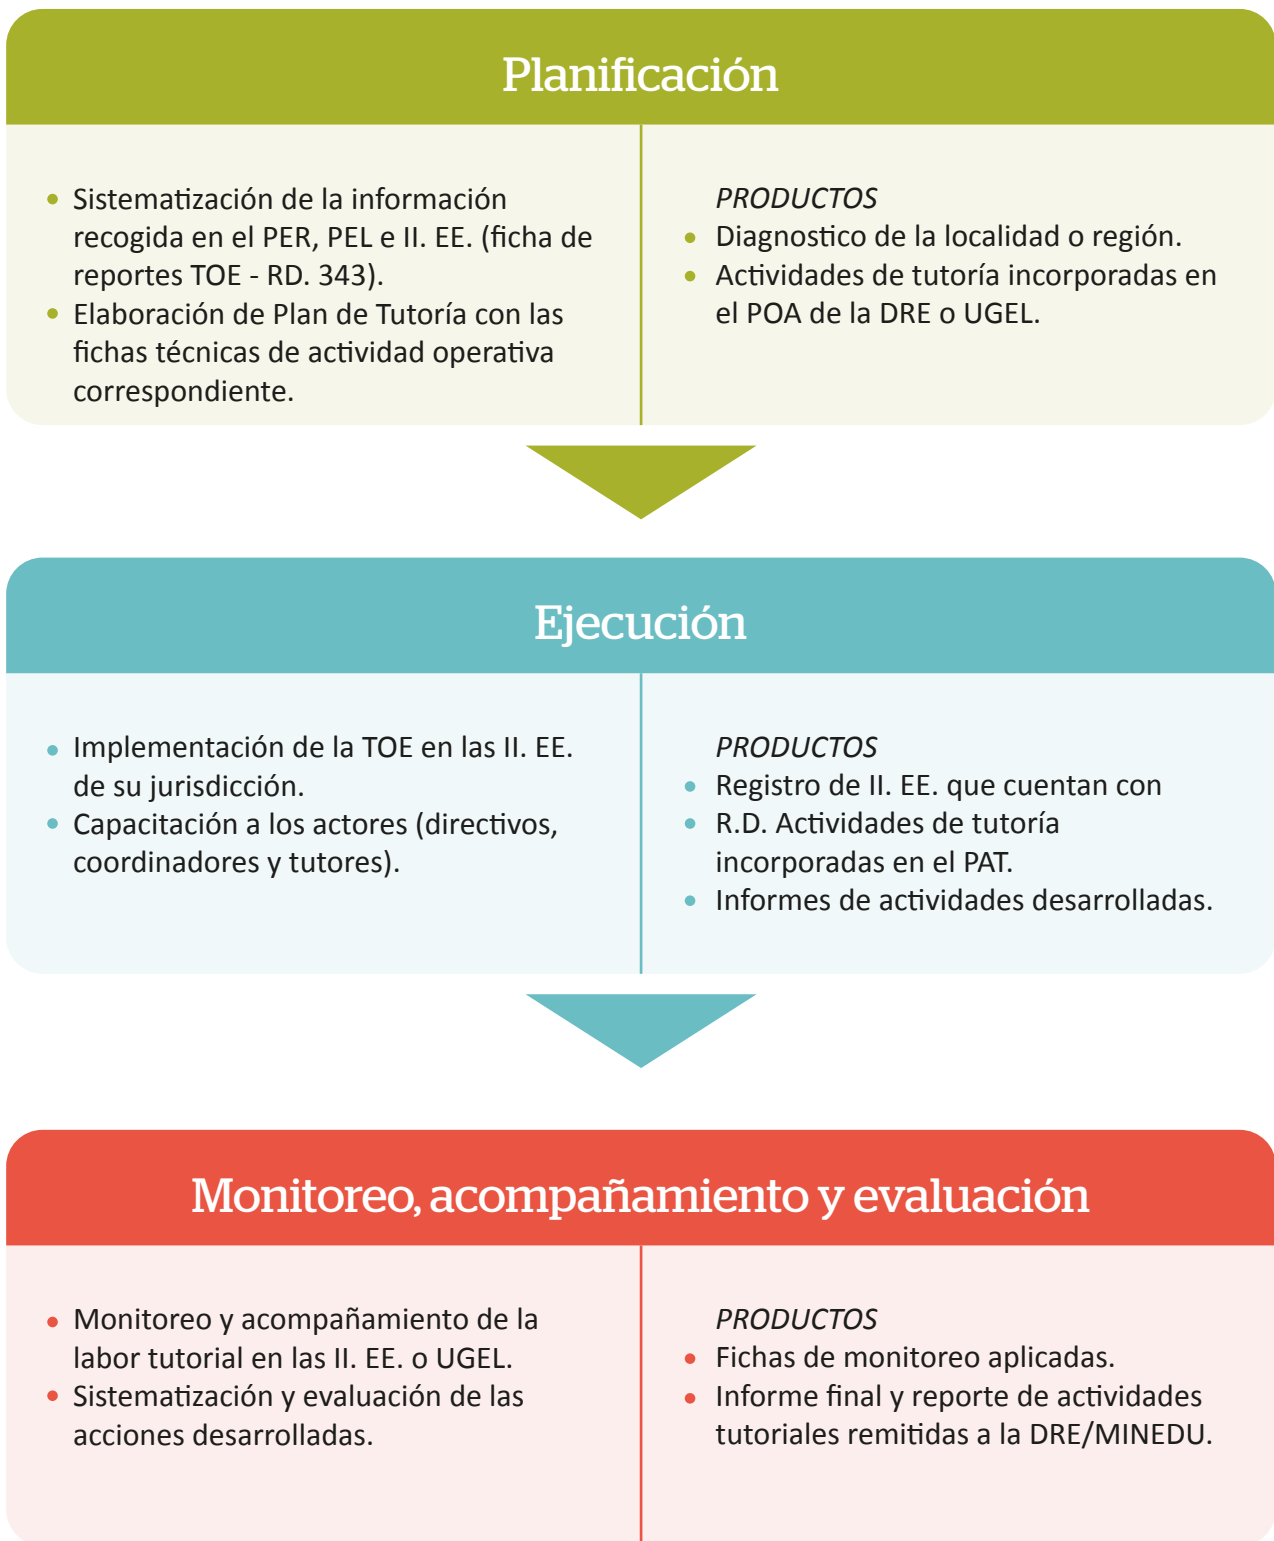 Planificación
• Sistematización de la información
recogida en el PER, PEL e II. EE. (ficha de
reportes TOE - RD. 343).
• Elaboración de Plan de Tutoría con las
fichas técnicas de actividad operativa
correspondiente.
PRODUCTOS
• Diagnostico de la localidad o región.
• Actividades de tutoría incorporadas en
el POA de la DRE o UGEL.
Ejecución
• Implementación de la TOE en las II. EE.
de su jurisdicción.
• Capacitación a los actores (directivos,
coordinadores y tutores).
PRODUCTOS
• Registro de II. EE. que cuentan con
• R.D. Actividades de tutoría
incorporadas en el PAT.
• Informes de actividades desarrolladas.
Monitoreo, acompañamiento y evaluación
• Monitoreo y acompañamiento de la
labor tutorial en las II. EE. o UGEL.
• Sistematización y evaluación de las
acciones desarrolladas.
PRODUCTOS
• Fichas de monitoreo aplicadas.
• Informe final y reporte de actividades
tutoriales remitidas a la DRE/MINEDU.